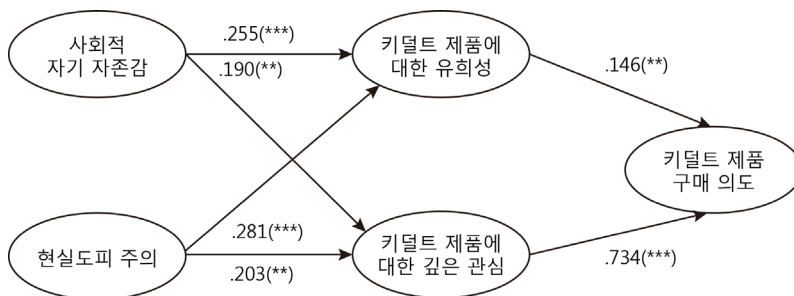 사회적
자기 자존감
.255(***)
.190(**)
키덜트 제품에
대한 유희성
.146(**)
키덜트 제품
구매 의도
현실도피 주의
.281(***)
.203(**)
키덜트 제품에
대한 깊은 관심
.734(***)